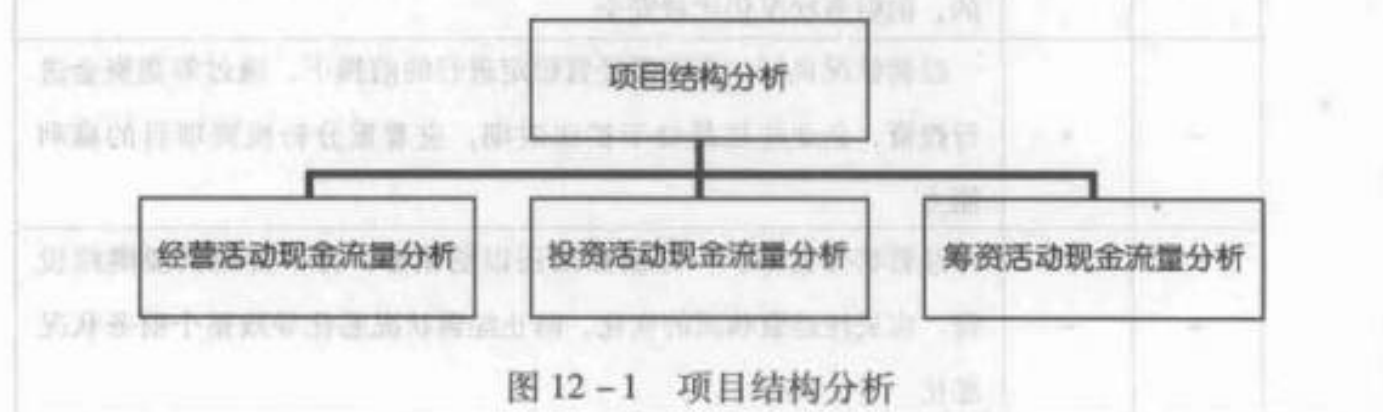 项目结构分析
经营活动现金流量分析
投资活动现金流量分析
筹资活动现金流量分析
图 12-1 项目结构分析